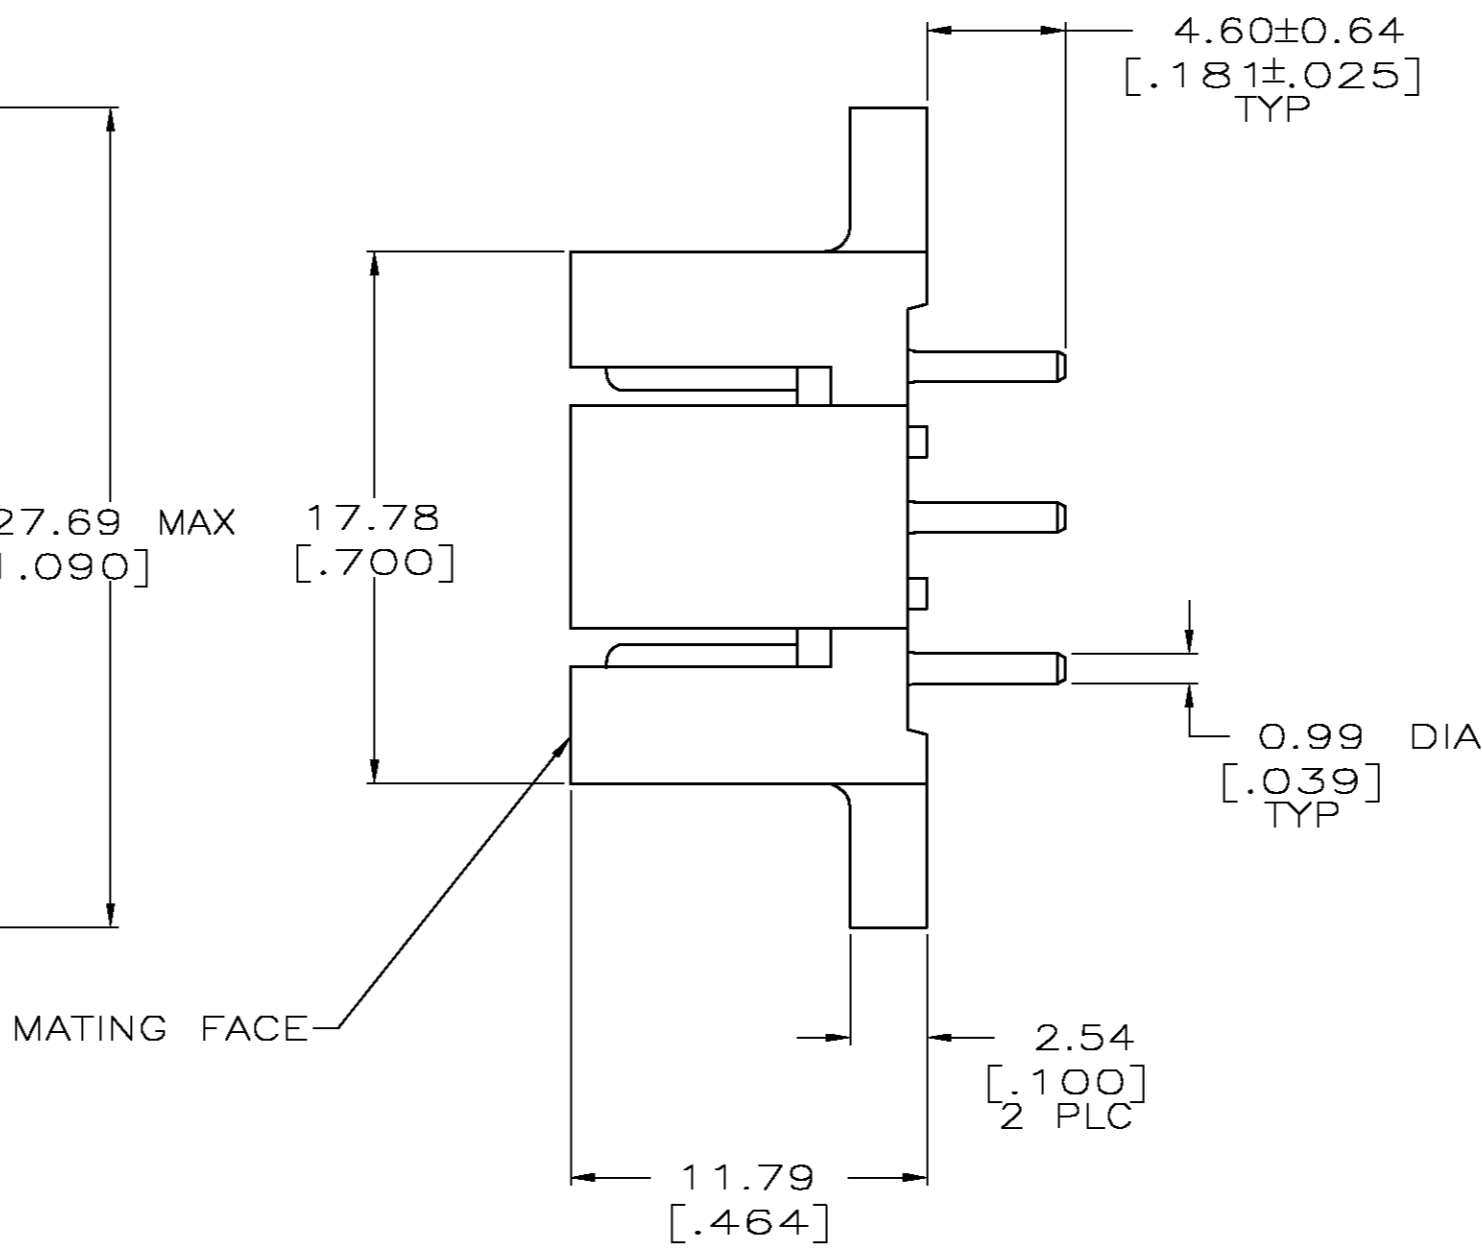 4.60±0.64
[.181±.025]
TYP
27.69 MAX
1.090]
17.78
[.700]
0.99 DIA
[.039]
TYP
MATING FACE
2.54
[.100]
2 PLC
11.79
[.464]